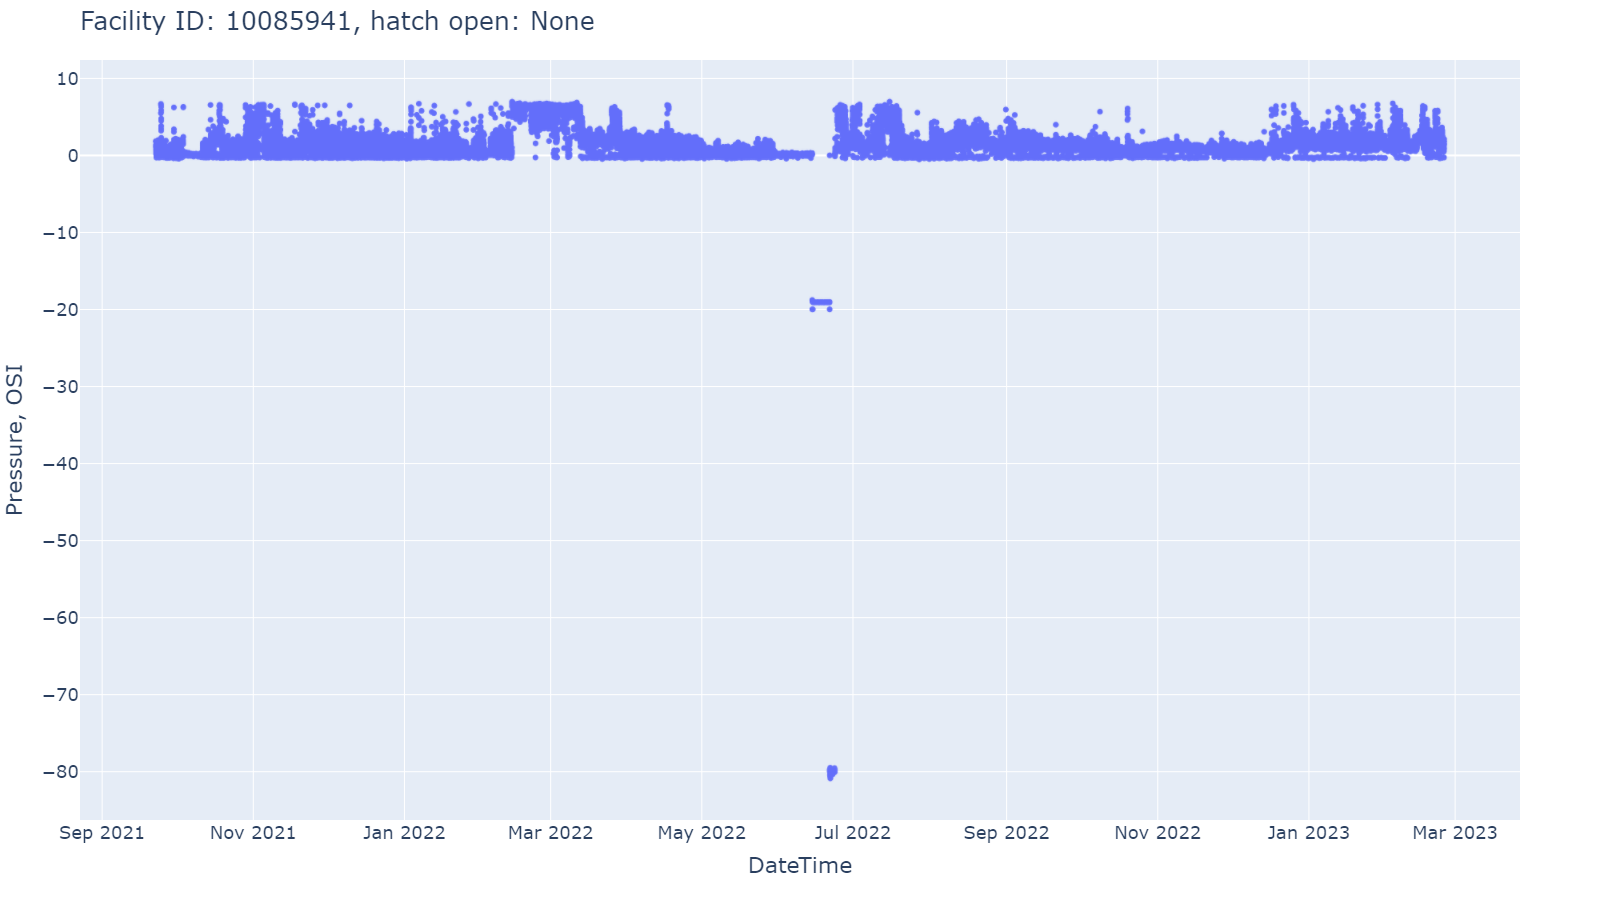 Facility ID: 10085941, hatch open: None
10
0
−10
−20
−30
−40
−50
−60
−70
−80
Pressure, OSI
Sep 2021
Nov 2021
Jan 2022
Mar 2022
May 2022
Jul 2022
Sep 2022
Nov 2022
Jan 2023
Mar 2023
DateTime